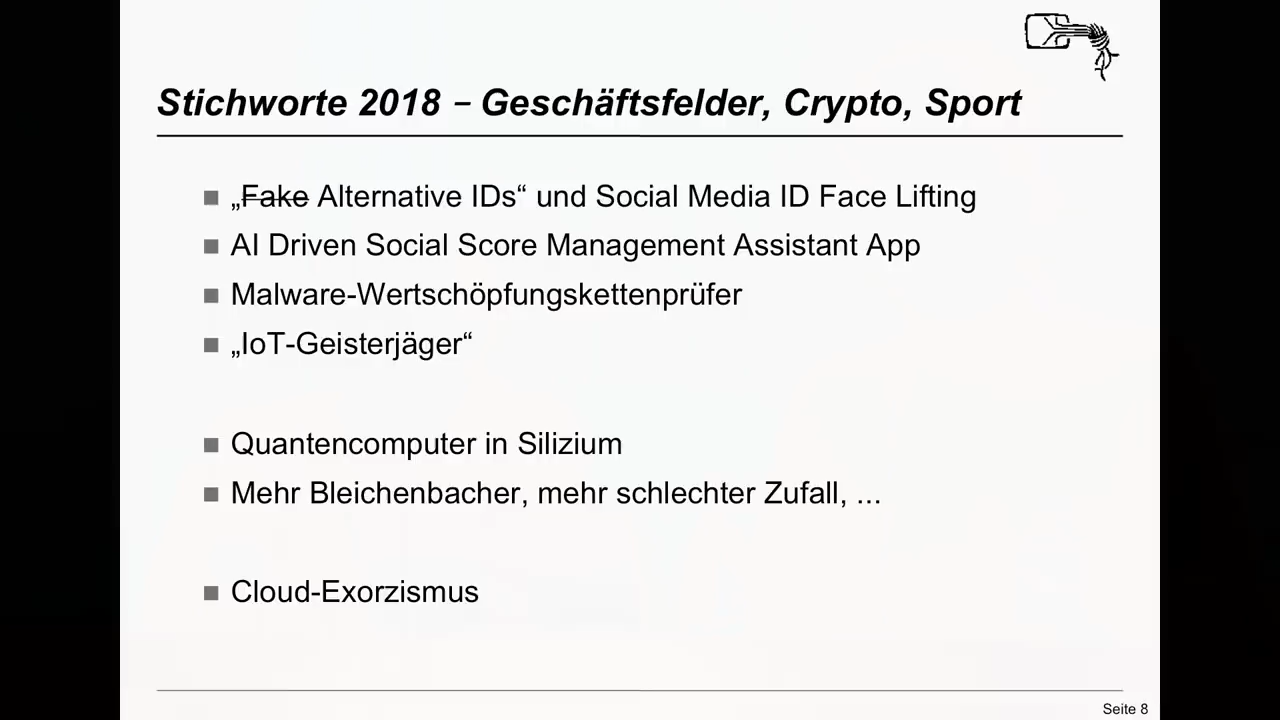 Stichworte 2018 – Geschäftsfelder, Crypto, Sport
„Fake Alternative IDs“ und Social Media ID Face Lifting
AI Driven Social Score Management Assistant App
Malware-Wertschöpfungskettenprüfer
„IoT-Geisterjäger“
Quantencomputer in Silizium
Mehr Bleichenbacher, mehr schlechter Zufall, ...
Cloud-Exorzismus
Seite 8